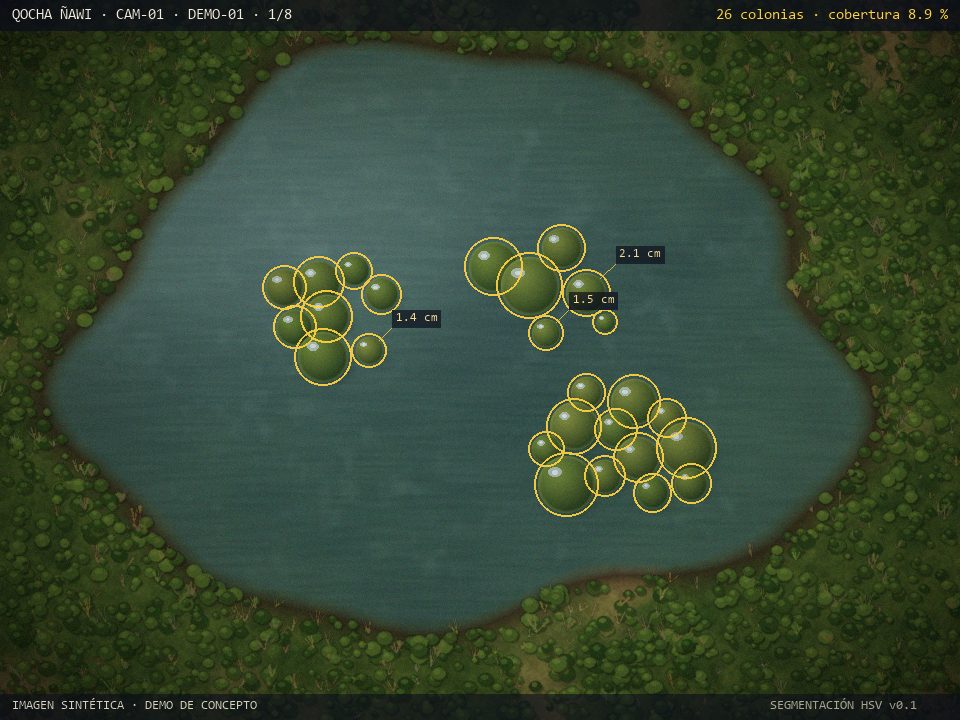 QOCHA ÑAWI · CAM-01 · DEMO-01 · 1/8
26 colonias · cobertura 8.9 %
2.1 cm
1.5 cm
1.4 cm
IMAGEN SINTÉTICA · DEMO DE CONCEPTO
SEGMENTACIÓN HSV v0.1